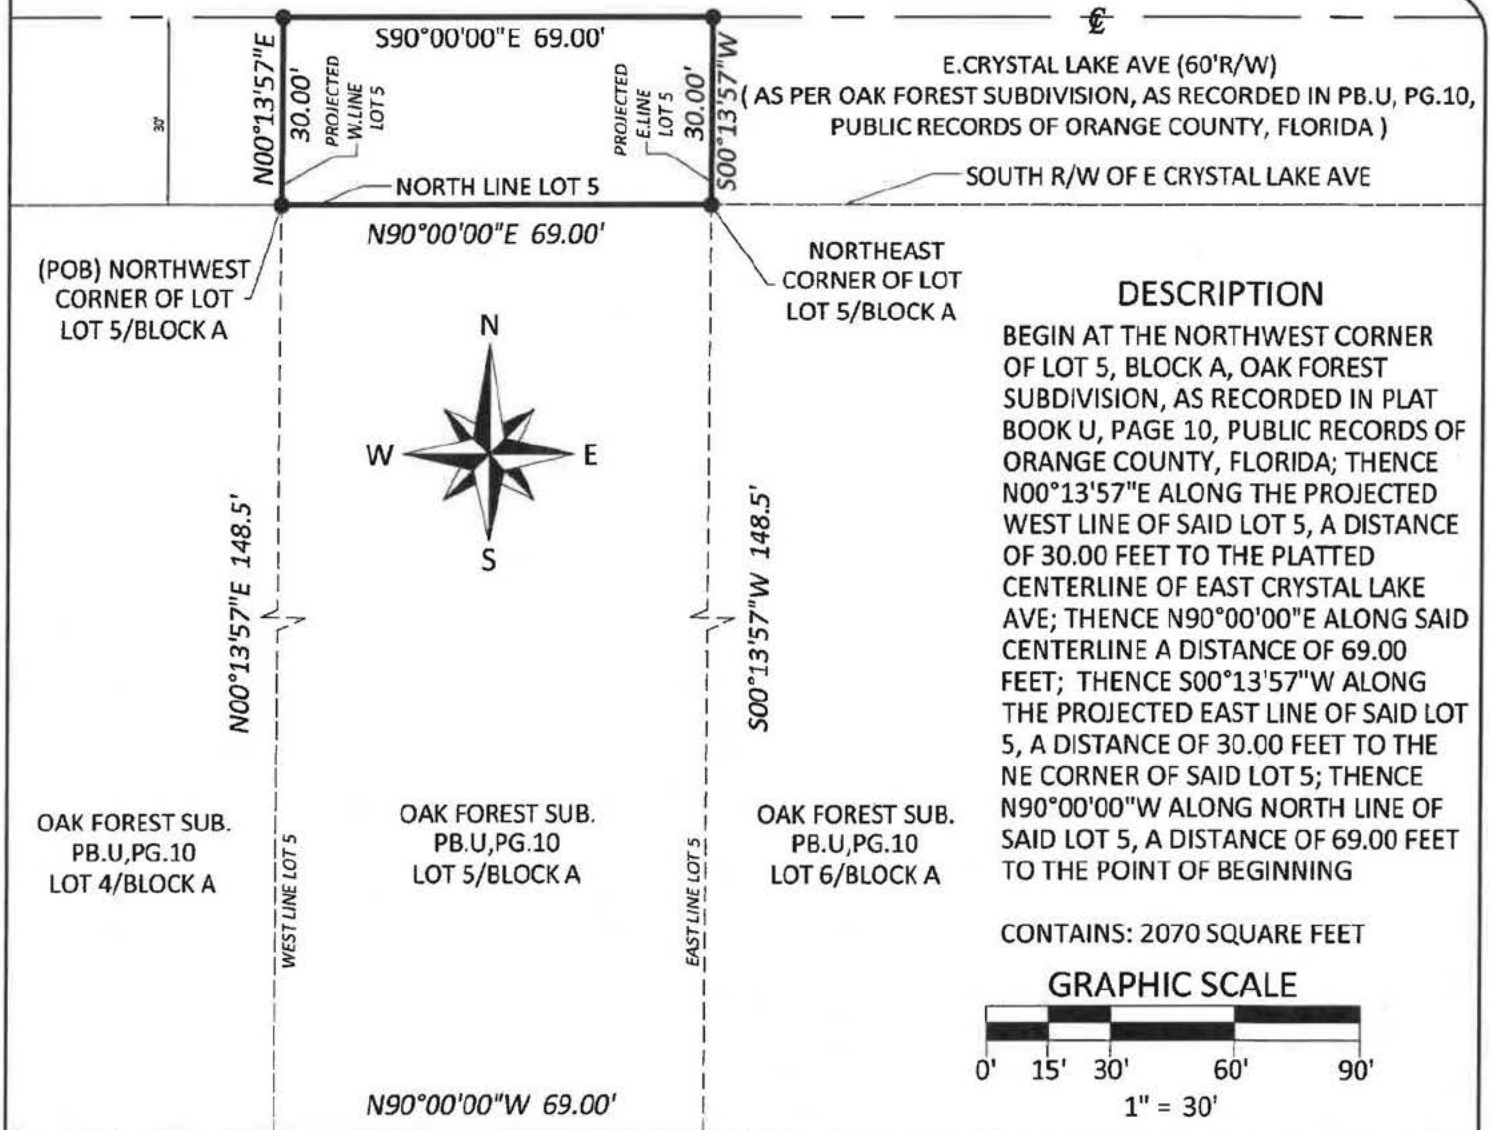 ℄
S90°00'00"E 69.00'
N00°13'57"E
30.00'
PROJECTED
W.LINE
LOT 5
PROJECTED
E.LINE
LOT 5
30.00'
S00°13'57"W
30'
E.CRYSTAL LAKE AVE (60'R/W)
( AS PER OAK FOREST SUBDIVISION, AS RECORDED IN PB.U, PG.10,
PUBLIC RECORDS OF ORANGE COUNTY, FLORIDA )
SOUTH R/W OF E CRYSTAL LAKE AVE
NORTH LINE LOT 5
N90°00'00"E 69.00'
(POB) NORTHWEST
CORNER OF LOT
LOT 5/BLOCK A
NORTHEAST
CORNER OF LOT
LOT 5/BLOCK A
N
W
E
S
N00°13'57"E 148.5'
S00°13'57"W 148.5'
OAK FOREST SUB.
PB.U,PG.10
LOT 4/BLOCK A
WEST LINE LOT 5
OAK FOREST SUB.
PB.U,PG.10
LOT 5/BLOCK A
EAST LINE LOT 5
OAK FOREST SUB.
PB.U,PG.10
LOT 6/BLOCK A
N90°00'00"W 69.00'
DESCRIPTION
BEGIN AT THE NORTHWEST CORNER
OF LOT 5, BLOCK A, OAK FOREST
SUBDIVISION, AS RECORDED IN PLAT
BOOK U, PAGE 10, PUBLIC RECORDS OF
ORANGE COUNTY, FLORIDA; THENCE
N00°13'57"E ALONG THE PROJECTED
WEST LINE OF SAID LOT 5, A DISTANCE
OF 30.00 FEET TO THE PLATTED
CENTERLINE OF EAST CRYSTAL LAKE
AVE; THENCE N90°00'00"E ALONG SAID
CENTERLINE A DISTANCE OF 69.00
FEET; THENCE S00°13'57"W ALONG
THE PROJECTED EAST LINE OF SAID LOT
5, A DISTANCE OF 30.00 FEET TO THE
NE CORNER OF SAID LOT 5; THENCE
N90°00'00"W ALONG NORTH LINE OF
SAID LOT 5, A DISTANCE OF 69.00 FEET
TO THE POINT OF BEGINNING
CONTAINS: 2070 SQUARE FEET
GRAPHIC SCALE
0' 15' 30' 60' 90'
1" = 30'